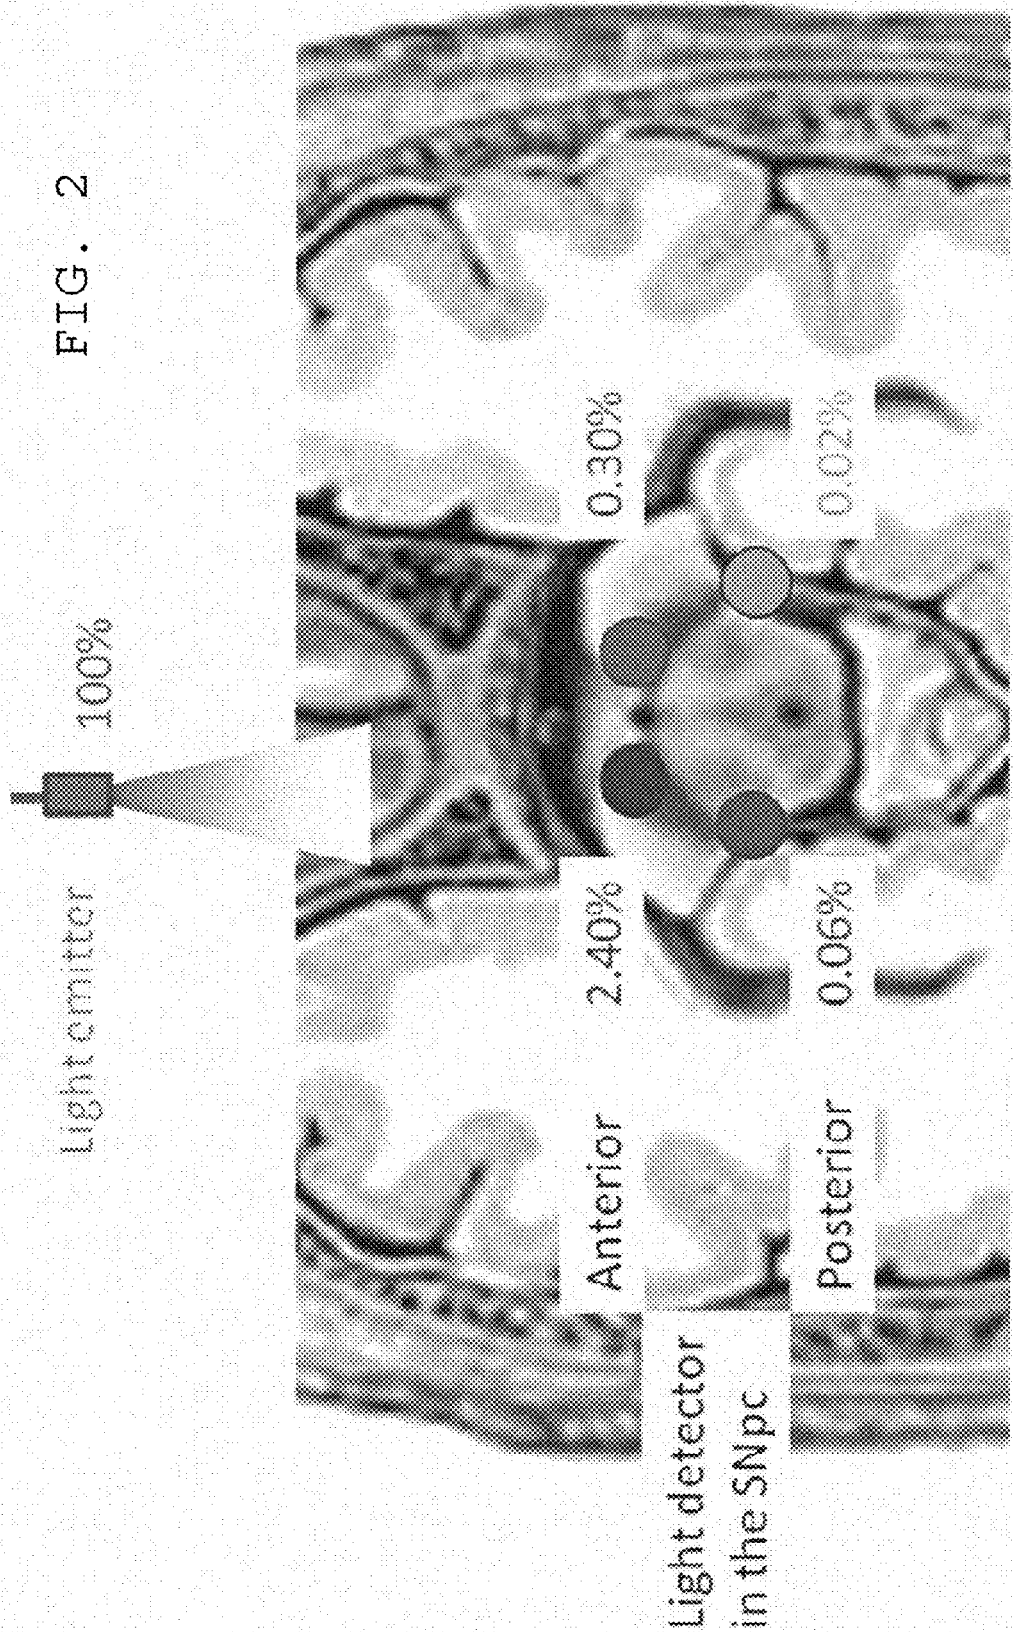 FIG. 2
Light emitter
100%
Anterior
2.40%
0.30%
Light detector
in the SNpc
Posterior
0.06%
0.02%